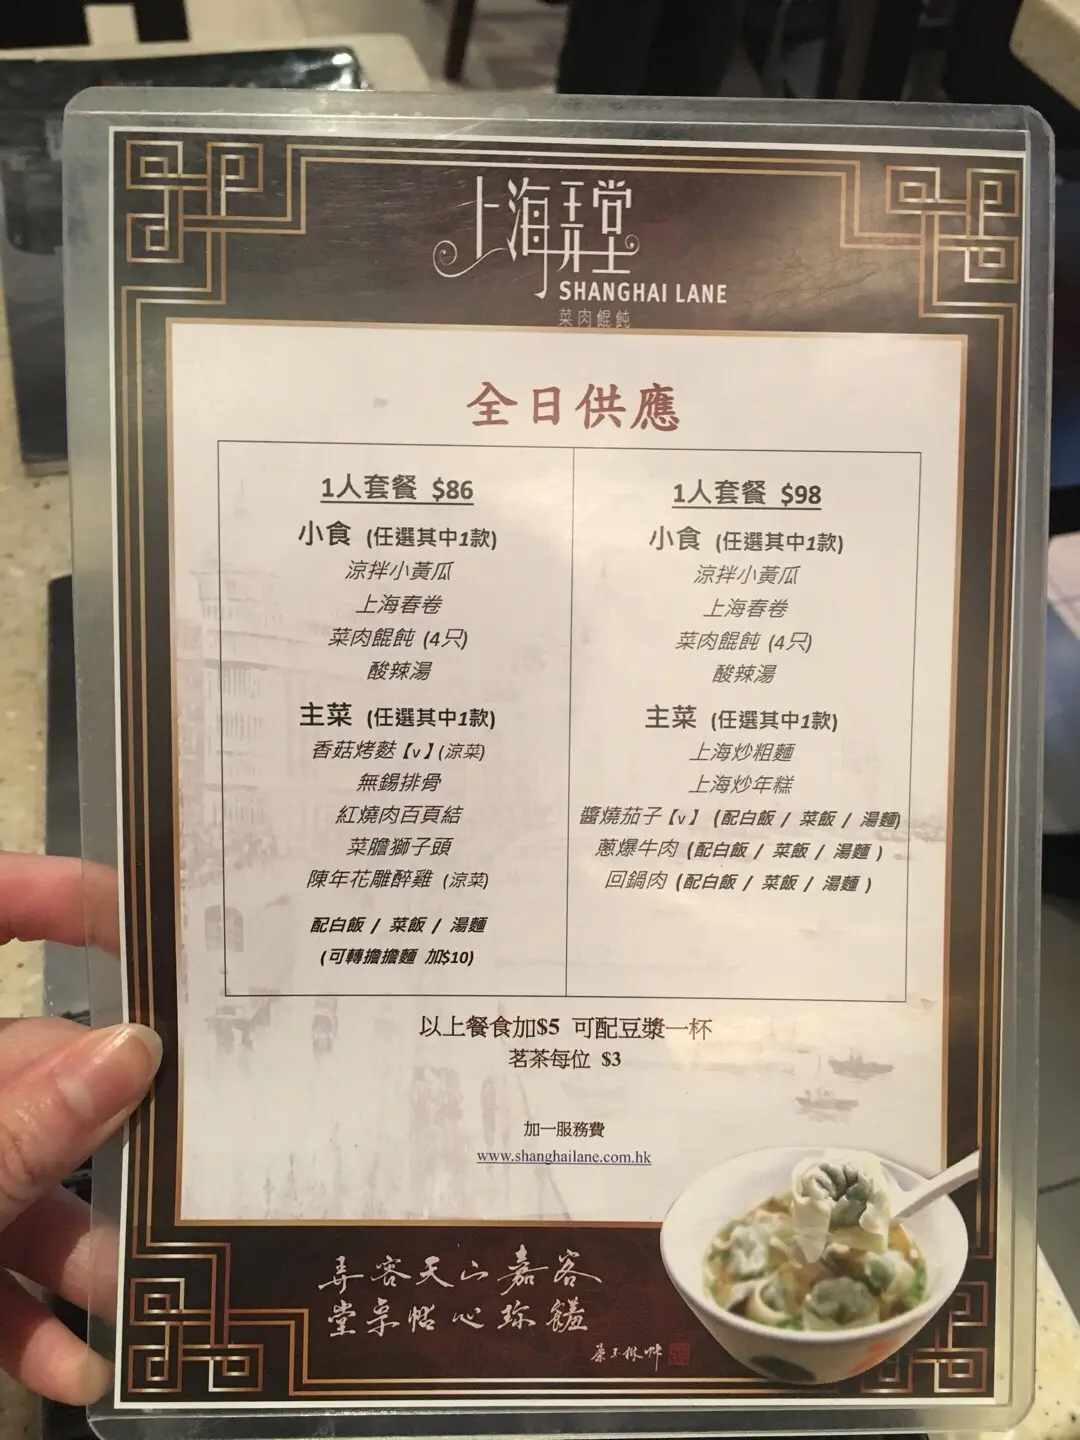 上海弄堂
SHANGHAI LANE
菜肉餛飩
全日供應
1人套餐 $86
小食 (任選其中1款)
涼拌小黃瓜
上海春卷
菜肉餛飩 (4只)
酸辣湯
主菜 (任選其中1款)
香菇烤麩【v】(涼菜)
無錫排骨
紅燒肉百頁結
菜膽獅子頭
陳年花雕醉雞 (涼菜)
配白飯 / 菜飯 / 湯麵
(可轉擔擔麵 加$10)
1人套餐 $98
小食 (任選其中1款)
涼拌小黃瓜
上海春卷
菜肉餛飩 (4只)
酸辣湯
主菜 (任選其中1款)
上海炒粗麵
上海炒年糕
醬燒茄子【v】 (配白飯 / 菜飯 / 湯麵)
蔥爆牛肉 (配白飯 / 菜飯 / 湯麵 )
回鍋肉 (配白飯 / 菜飯 / 湯麵 )
以上餐食加$5 可配豆漿一杯
茗茶每位 $3
加一服務費
www.shanghailane.com.hk